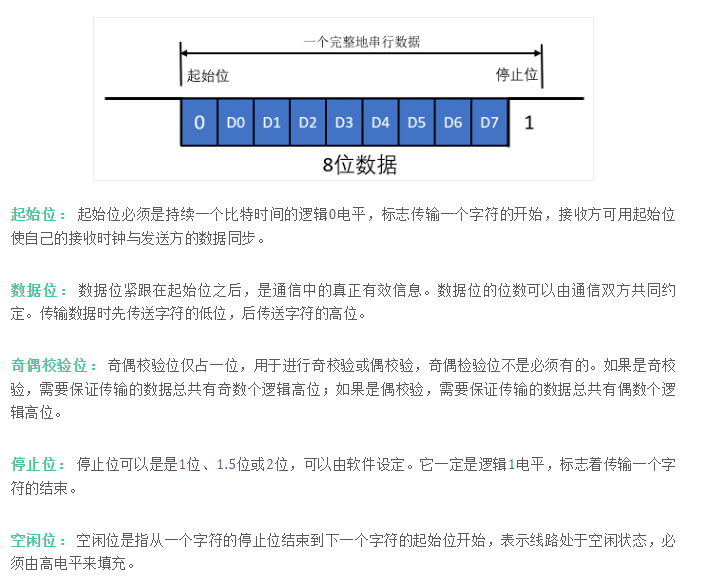 一个完整地串行数据
起始位
停止位
0 D0 D1 D2 D3 D4 D5 D6 D7 1
8位数据
起始位： 起始位必须是持续一个比特时间的逻辑0电平，标志传输一个字符的开始，接收方可用起始位
使自己的接收时钟与发送方的数据同步。
数据位： 数据位紧跟在起始位之后，是通信中的真正有效信息。数据位的位数可以由通信双方共同约
定。传输数据时先传送字符的低位，后传送字符的高位。
奇偶校验位： 奇偶校验位仅占一位，用于进行奇校验或偶校验，奇偶检验位不是必须有的。如果是奇校
验，需要保证传输的数据总共有奇数个逻辑高位；如果是偶校验，需要保证传输的数据总共有偶数个逻
辑高位。
停止位： 停止位可以是是1位、1.5位或2位，可以由软件设定。它一定是逻辑1电平，标志着传输一个字
符的结束。
空闲位： 空闲位是指从一个字符的停止位结束到下一个字符的起始位开始，表示线路处于空闲状态，必
须由高电平来填充。